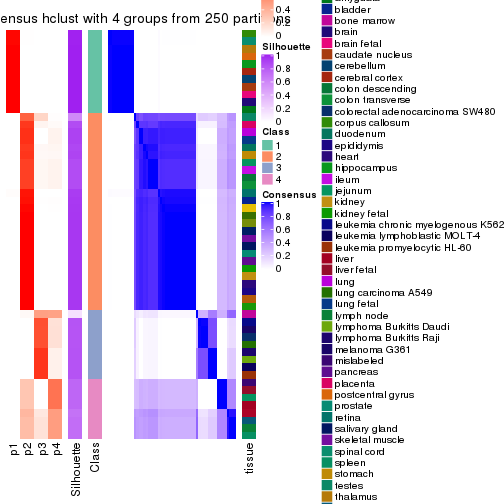 ensus hclust with 4 groups from 250 parti
p1
p2
p3
p4
Silhouette
Class
tissue
0.4
0.2
0
Silhouette
1
0.8
0.6
0.4
0.2
0
Class
1
2
3
4
Consensus
1
0.8
0.6
0.4
0.2
0
bladder
bone marrow
brain
brain fetal
caudate nucleus
cerebellum
cerebral cortex
colon descending
colon transverse
colorectal adenocarcinoma SW480
corpus callosum
duodenum
epididymis
heart
hippocampus
ileum
jejunum
kidney
kidney fetal
leukemia chronic myelogenous K562
leukemia lymphoblastic MOLT-4
leukemia promyelocytic HL-60
liver
liver fetal
lung
lung carcinoma A549
lung fetal
lymph node
lymphoma Burkitts Daudi
lymphoma Burkitts Raji
melanoma G361
mislabeled
pancreas
placenta
postcentral gyrus
prostate
retina
salivary gland
skeletal muscle
spinal cord
spleen
stomach
testes
thalamus